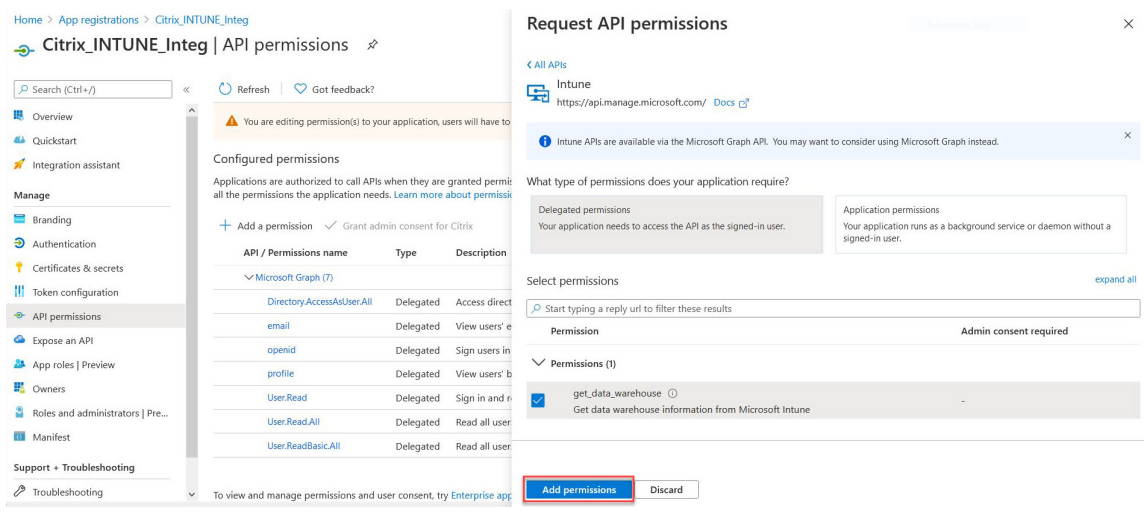 Home > App registrations > Citrix_INTUNE_Integ
Citrix_INTUNE_Integ | API permissions
Search (Ctrl+/)
«
Overview
Quickstart
Integration assistant
Manage
Branding
Authentication
Certificates & secrets
Token configuration
API permissions
Expose an API
App roles | Preview
Owners
Roles and administrators | Pre...
Manifest
Support + Troubleshooting
Troubleshooting
Refresh
Got feedback?
You are editing permission(s) to your application, users will have to
Configured permissions
Applications are authorized to call APIs when they are granted permis
all the permissions the application needs. Learn more about permissio
Add a permission
Grant admin consent for Citrix
API / Permissions name Type Description
Microsoft Graph (7)
Directory.AccessAsUser.All Delegated Access direct
email Delegated View users' e
openid Delegated Sign users in
profile Delegated View users' b
User.Read Delegated Sign in and r
User.Read.All Delegated Read all user
User.ReadBasic.All Delegated Read all user
To view and manage permissions and user consent, try Enterprise app
Request API permissions
All APIs
Intune
https://api.manage.microsoft.com/ Docs
Intune APIs are available via the Microsoft Graph API. You may want to consider using Microsoft Graph instead.
What type of permissions does your application require?
Delegated permissions
Your application needs to access the API as the signed-in user.
Application permissions
Your application runs as a background service or daemon without a
signed-in user.
Select permissions
expand all
Start typing a reply url to filter these results
Permission Admin consent required
Permissions (1)
get_data_warehouse
-
Get data warehouse information from Microsoft Intune
Add permissions
Discard